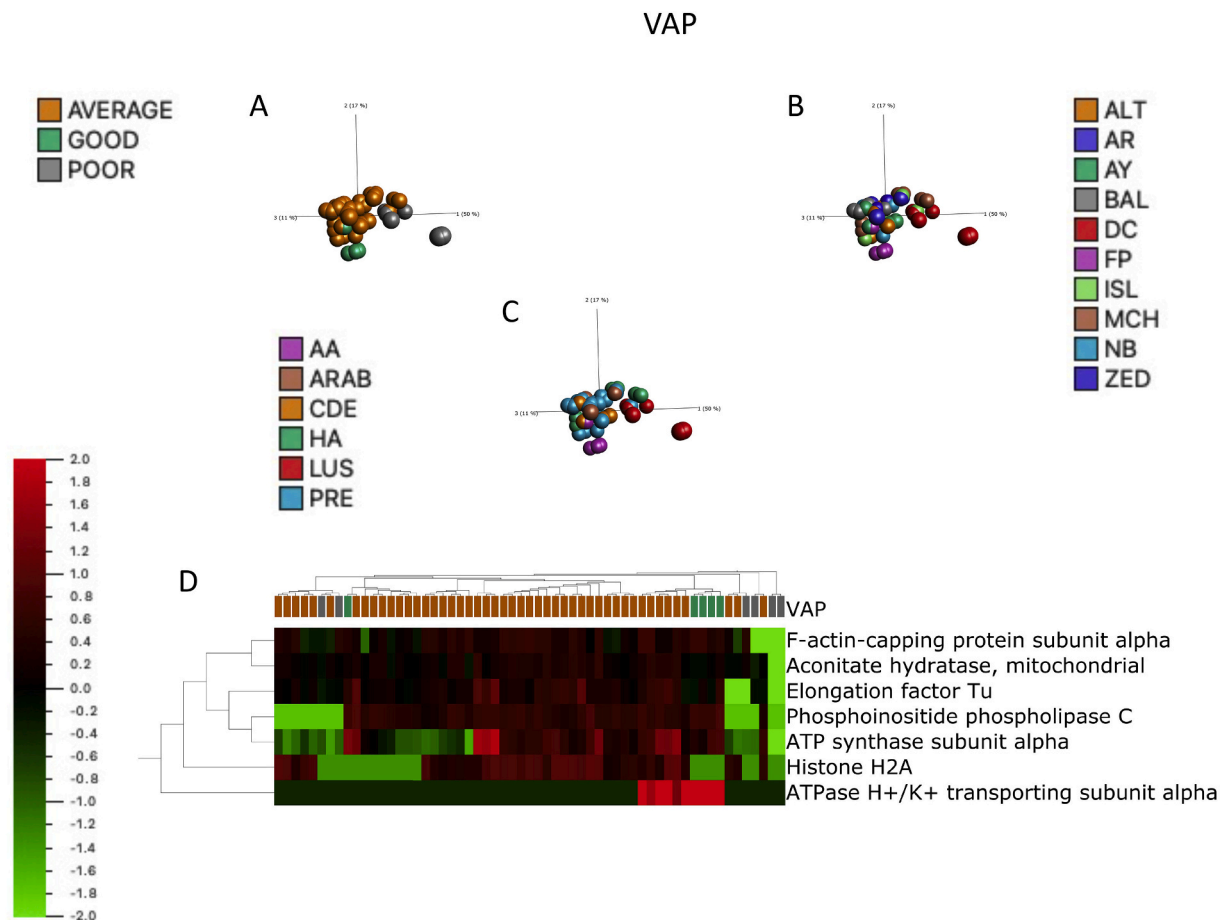 VAP
AVERAGE
GOOD
POOR
A
2 (17 %)
3 (11 %)
1 (50 %)
B
2 (17 %)
3 (11 %)
1 (50 %)
ALT
AR
AY
BAL
DC
FP
ISL
MCH
NB
ZED
C
2 (17 %)
3 (11 %)
1 (50 %)
AA
ARAB
CDE
HA
LUS
PRE
2.0
1.8
1.6
1.4
1.2
1.0
0.8
0.6
0.4
0.2
0.0
-0.2
-0.4
-0.6
-0.8
-1.0
-1.2
-1.4
-1.6
-1.8
-2.0
D
VAP
F-actin-capping protein subunit alpha
Aconitate hydratase, mitochondrial
Elongation factor Tu
Phosphoinositide phospholipase C
ATP synthase subunit alpha
Histone H2A
ATPase H+/K+ transporting subunit alpha